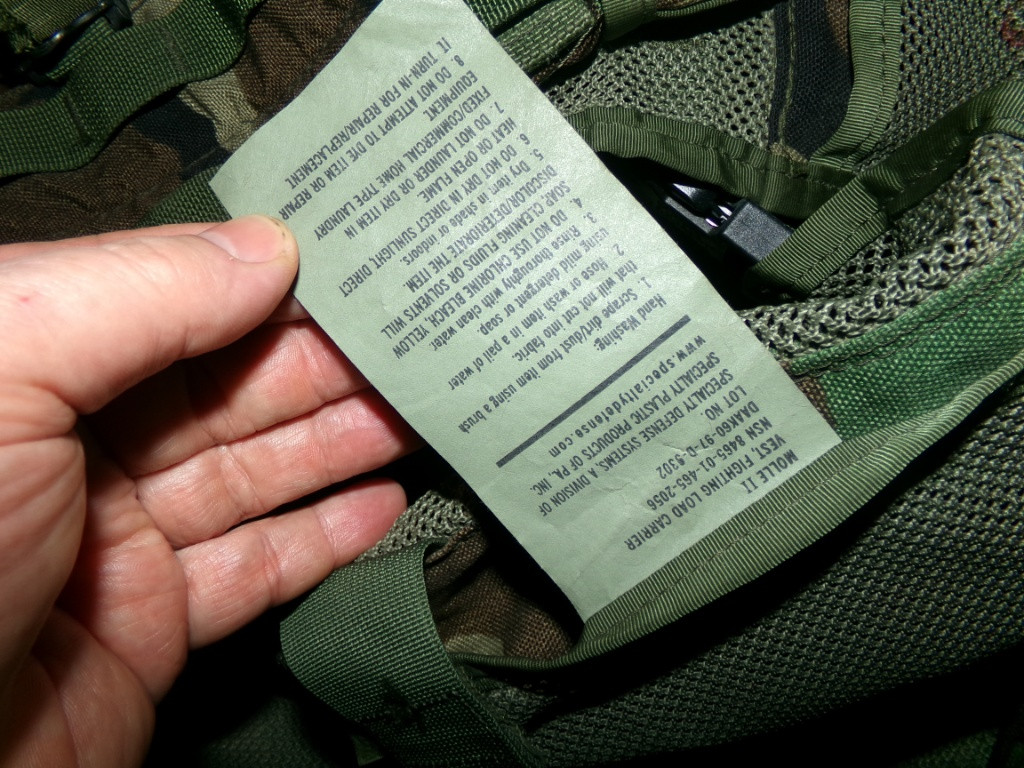 MOLLE II
VEST, FIGHTING LOAD CARRIER
NSN 8465-01-465-2056
DAAK60-97-D-9302
LOT NO.
SPECIALTY DEFENSE SYSTEMS, A DIVISION OF
SPECIALTY PLASTIC PRODUCTS OF PA, INC.
www.specialtydefense.com
Hand Washing.
1. Scrape dirt/dust from item using a brush
that will not cut into fabric.
2. Hose or wash item in a pail of water
using mild detergent or soap.
3. Rinse thoroughly with clean water.
4. DO NOT USE CHLORINE BLEACH, YELLOW
SOAP CLEANING FLUIDS OR SOLVENTS WILL
DISCOLOR/DETERIORATE THE ITEM
5. Dry item in shade or indoors.
6. DO NOT DRY IN DIRECT SUNLIGHT, DIRECT
HEAT OR OPEN FLAME.
7. DO NOT LAUNDER OR DRY ITEM IN
FIXED/COMMERCIAL HOME TYPE LAUNDRY
EQUIPMENT.
8. DO NOT ATTEMPT TO DYE ITEM OR REPAIR
IT TURN-IN FOR REPAIR/REPLACEMENT